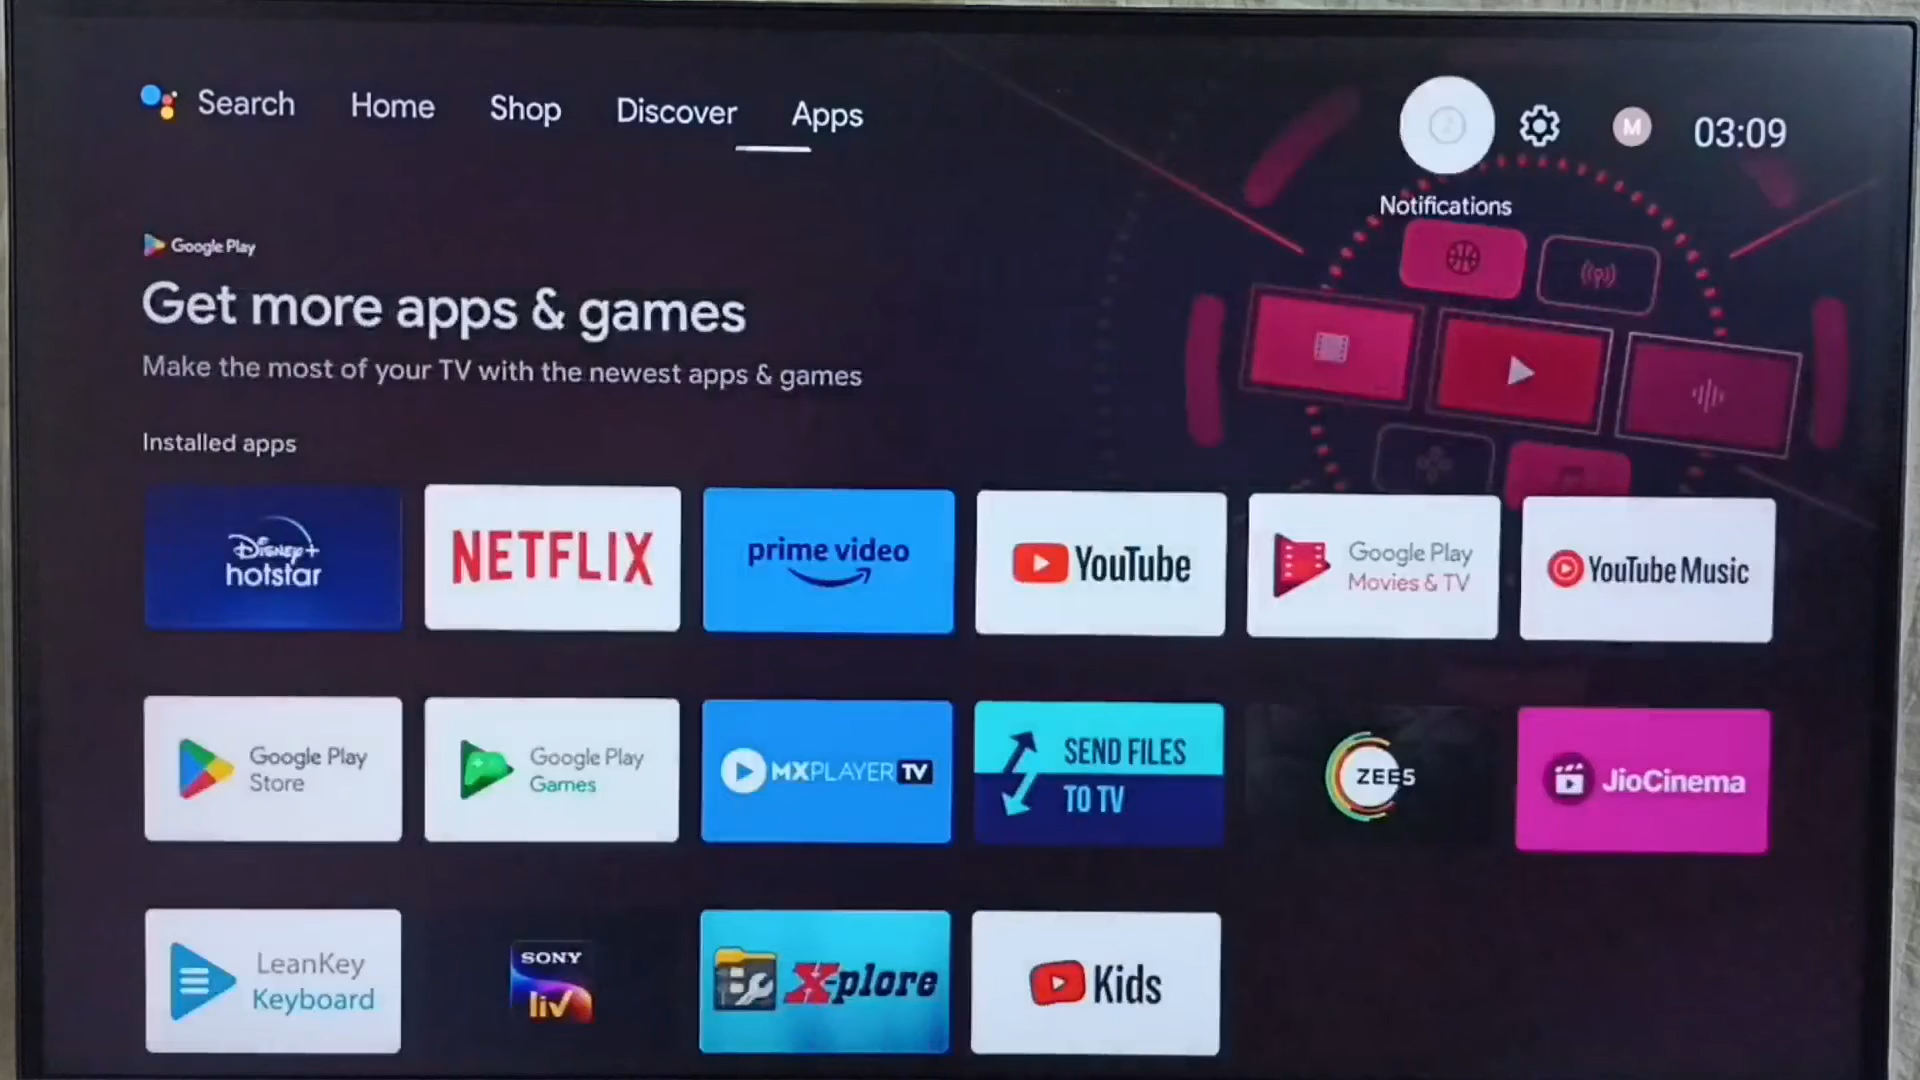 Search Home Shop Discover Apps
M 03:09
Notifications
Google Play
Get more apps & games
Make the most of your TV with the newest apps & games
Installed apps
Disney+
hotstar
NETFLIX
prime video
YouTube
Google Play
Movies & TV
YouTube Music
Google Play
Store
Google Play
Games
MXPLAYER TV
SEND FILES
TO TV
ZEE5
JioCinema
LeanKey
Keyboard
SONY
liv
X-plore
Kids